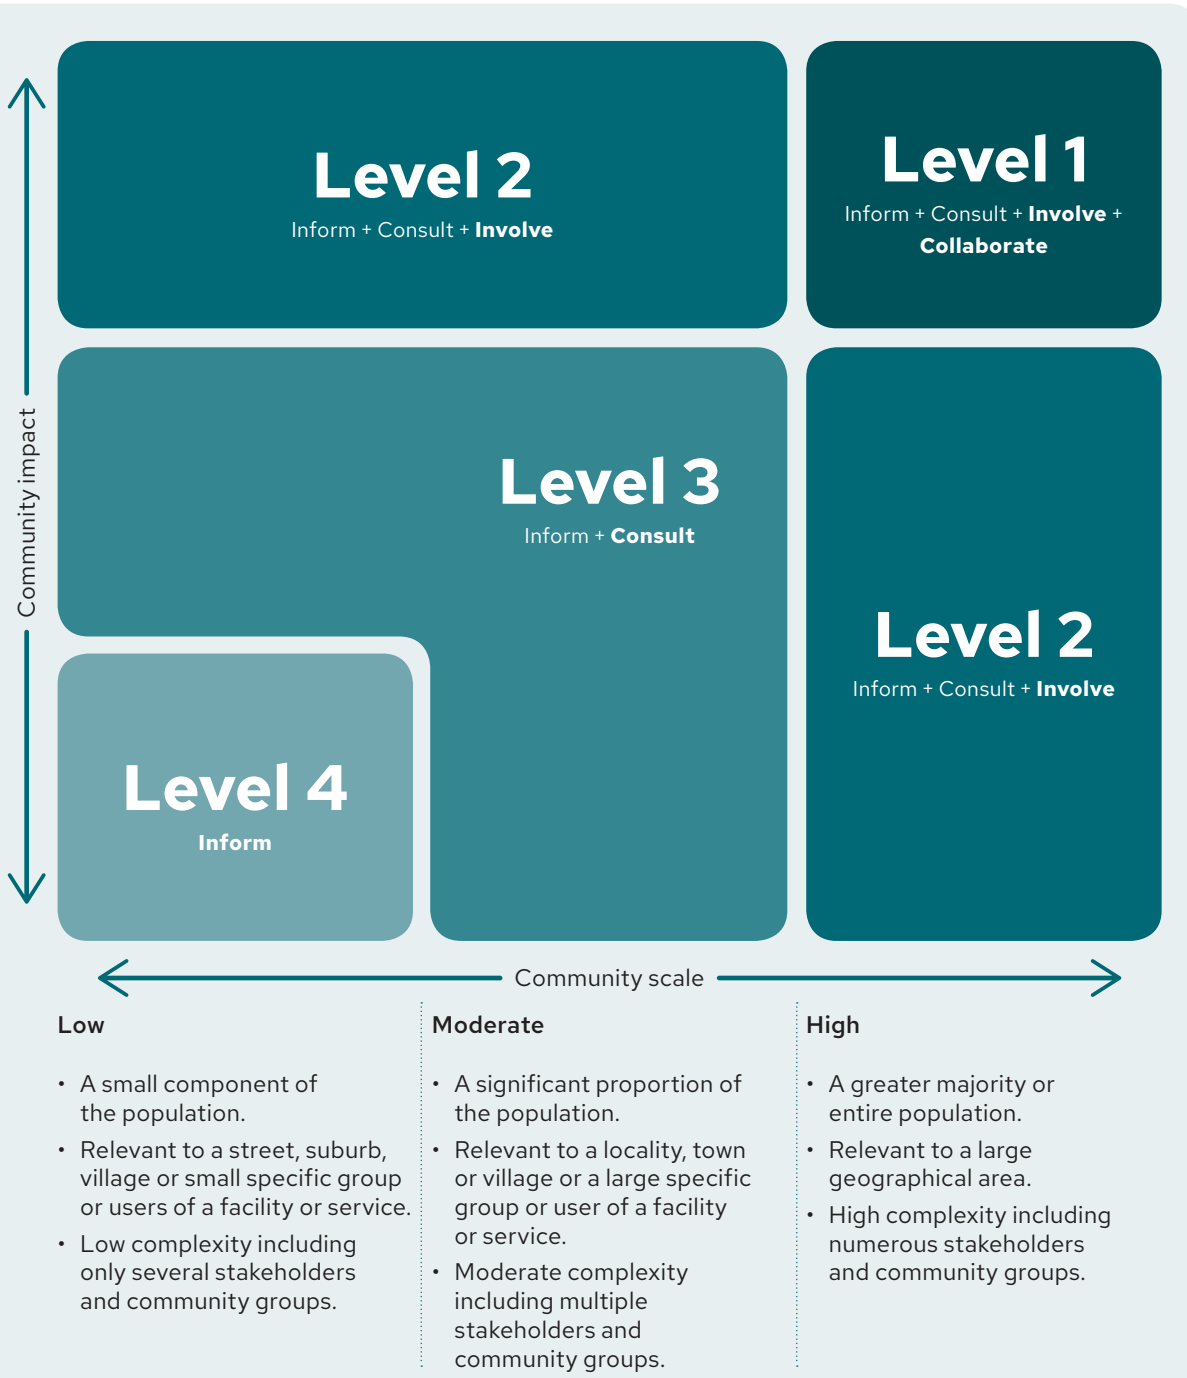 Level 2
Inform + Consult + Involve
Level 1
Inform + Consult + Involve +
Collaborate
Community impact
Level 3
Inform + Consult
Level 2
Inform + Consult + Involve
Level 4
Inform
Community scale
Low
• A small component of
the population.
• Relevant to a street, suburb,
village or small specific group
or users of a facility or service.
• Low complexity including
only several stakeholders
and community groups.
Moderate
• A significant proportion of
the population.
• Relevant to a locality, town
or village or a large specific
group or user of a facility
or service.
• Moderate complexity
including multiple
stakeholders and
community groups.
High
• A greater majority or
entire population.
• Relevant to a large
geographical area.
• High complexity including
numerous stakeholders
and community groups.